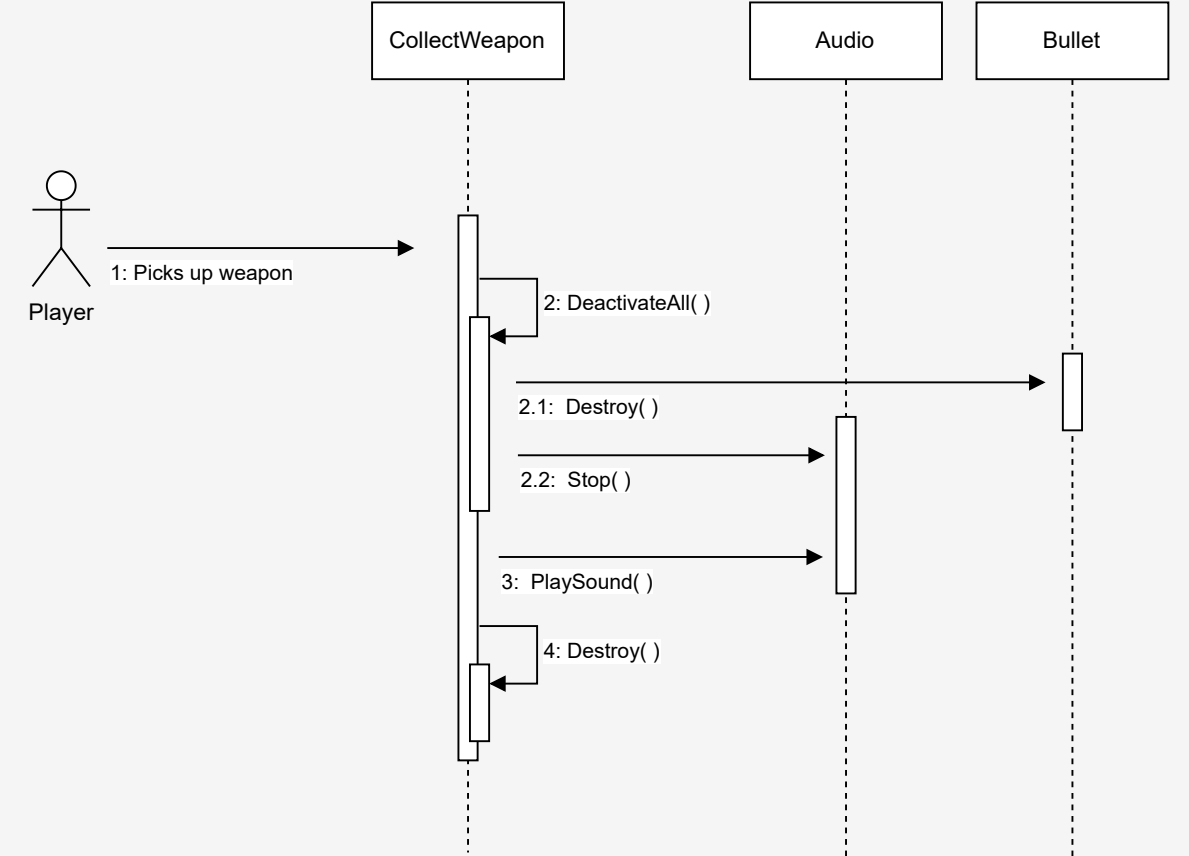 CollectWeapon
Audio
Bullet
1: Picks up weapon
Player
2: DeactivateAll( )
2.1:  Destroy( )
2.2:  Stop( )
3:  PlaySound( )
4: Destroy( )